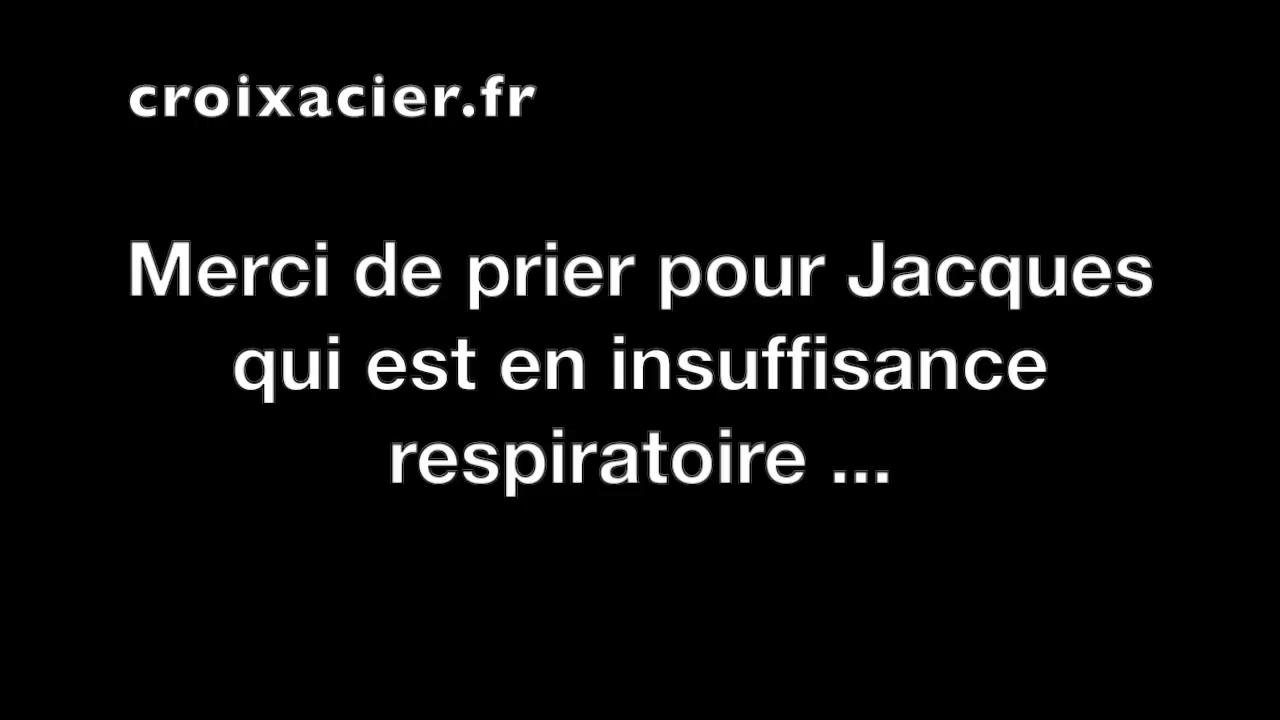 croixacier.fr
Merci de prier pour Jacques
qui est en insuffisance
respiratoire ...